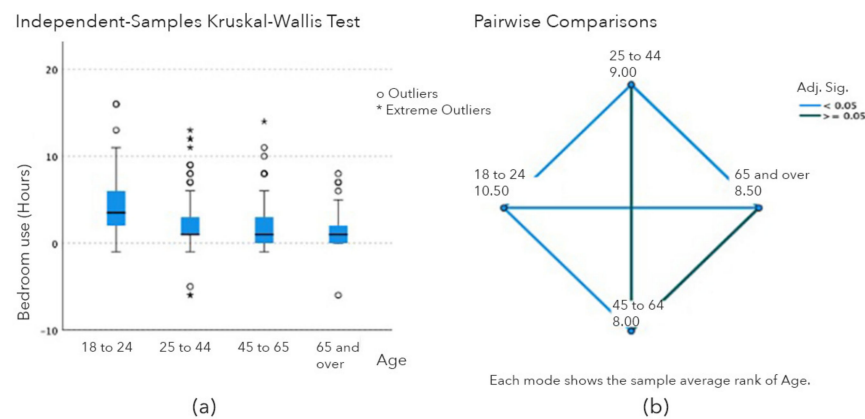 Independent-Samples Kruskal-Wallis Test
Bedroom use (Hours)
20
10
0
-10
18 to 24
25 to 44
45 to 65
65 and
over
Age
o Outliers
* Extreme Outliers
(a)
Pairwise Comparisons
25 to 44
9.00
Adj. Sig.
< 0.05
>= 0.05
18 to 24
10.50
65 and over
8.50
45 to 64
8.00
Each mode shows the sample average rank of Age.
(b)